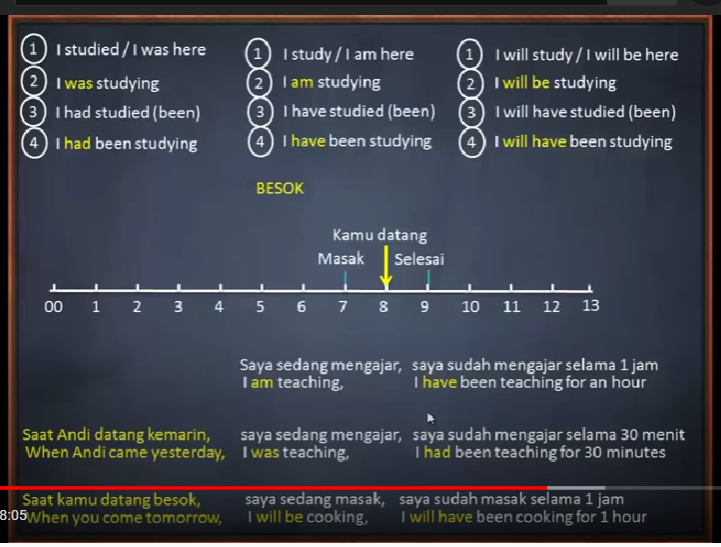 1 I studied / I was here
2 I was studying
3 I had studied (been)
4 I had been studying
1 I study / I am here
2 I am studying
3 I have studied (been)
4 I have been studying
1 I will study / I will be here
2 I will be studying
3 I will have studied (been)
4 I will have been studying
BESOK
Kamu datang
Masak Selesai
00 1 2 3 4 5 6 7 8 9 10 11 12 13
Saya sedang mengajar, saya sudah mengajar selama 1 jam
I am teaching, I have been teaching for an hour
Saat Andi datang kemarin, saya sedang mengajar, saya sudah mengajar selama 30 menit
When Andi came yesterday, I was teaching, I had been teaching for 30 minutes
Saat kamu datang besok, saya sedang masak, saya sudah masak selama 1 jam
8:05 When you come tomorrow, I will be cooking, I will have been cooking for 1 hour